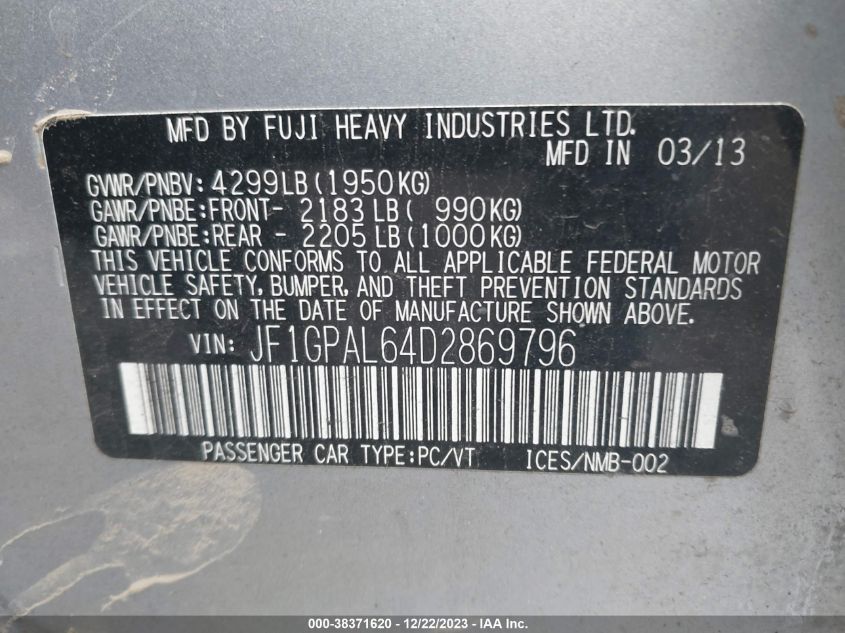 MFD BY FUJI HEAVY INDUSTRIES LTD.
MFD IN 03/13
GVWR/PNBV: 4299LB (1950KG)
GAWR/PNBE:FRONT- 2183 LB ( 990KG)
GAWR/PNBE:REAR - 2205 LB (1000KG)
THIS VEHICLE CONFORMS TO ALL APPLICABLE FEDERAL MOTOR
VEHICLE SAFETY, BUMPER, AND THEFT PREVENTION STANDARDS
IN EFFECT ON THE DATE OF MANUFACTURE SHOWN ABOVE.
VIN: JF1GPAL64D2869796
PASSENGER CAR TYPE:PC/VT ICES/NMB-002
000-38371620 - 12/22/2023 - IAA Inc.